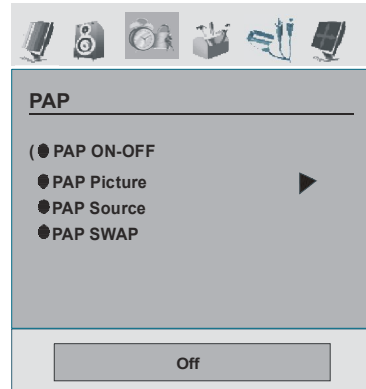 PAP
( ● PAP ON-OFF
● PAP Picture
● PAP Source
● PAP SWAP
Off